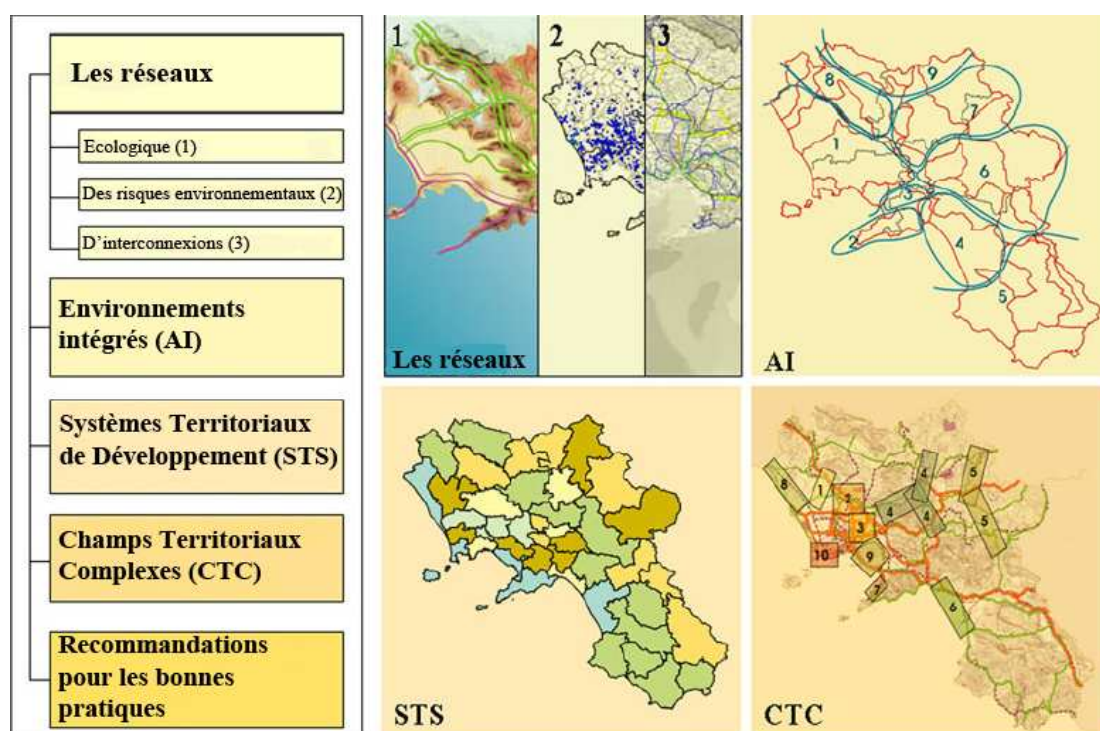 Les réseaux
Ecologique (1)
Des risques environnementaux (2)
D'interconnexions (3)
Environnements
intégrés (AI)
Systèmes Territoriaux
de Développement (STS)
Champs Territoriaux
Complexes (CTC)
Recommandations
pour les bonnes
pratiques
1
2
3
Les réseaux
8
9
7
1
6
3
2
4
5
AI
STS
8
1
2
4
5
4
4
3
5
10
9
7
6
CTC